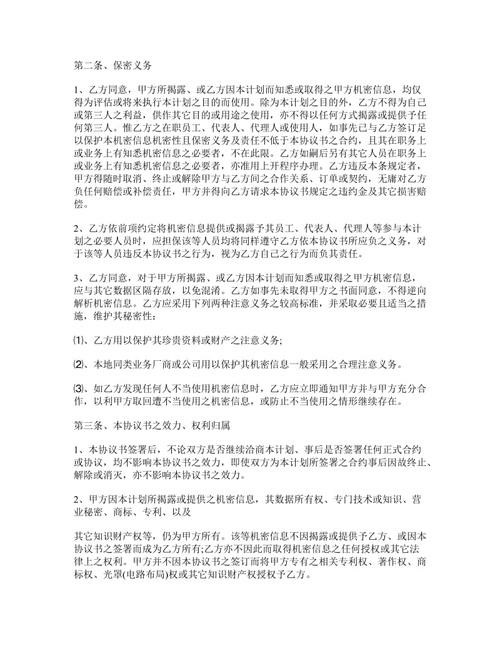 第二条、保密义务
1、乙方同意，甲方所揭露、或乙方因本计划而知悉或取得之甲方机密信息，均仅
得为评估或将来执行本计划之目的而使用。除为本计划之目的外，乙方不得为自己
或第三人之利益，供作其它目的或用途之使用，亦不得以任何方式揭露或提供予任
何第三人。惟乙方之在职员工、代表人、代理人或使用人，如事先已与乙方签订足
以保护本机密信息机密性且保密义务及责任不低于本协议书之合约，且其在职务上
或业务上有知悉机密信息之必要者，不在此限。乙方如嗣后另有其它人员在职务上
或业务上有知悉机密信息之必要者，亦须适用上开程序办理。乙方违反本条规定者，
甲方得随时取消、终止或解除甲方与乙方间之合作关系、订单或契约，无庸对乙方
负任何赔偿或补偿责任，甲方并得向乙方请求本协议书规定之违约金及其它损害赔
偿。
2、乙方依前项约定将机密信息提供或揭露予其员工、代表人、代理人等参与本计
划之必要人员时，应担保该等人员均将同样遵守乙方依本协议书所应负之义务，对
于该等人员违反本协议书之行为，视为乙方自己之行为而负其责任。
3、乙方同意，对于甲方所揭露、或乙方因本计划而知悉或取得之甲方机密信息，
应与其它数据区隔存放，以免混淆。乙方如事先未取得甲方之书面同意，不得逆向
解析机密信息。乙方应采用下列两种注意义务之较高标准，并采取必要且适当之措
施，维护其秘密性：
⑴、乙方用以保护其珍贵资料或财产之注意义务;
⑵、本地同类业务厂商或公司用以保护其机密信息一般采用之合理注意义务。
⑶、如乙方发现任何人不当使用机密信息时，乙方应立即通知甲方并与甲方充分合
作，以利甲方取回遭不当使用之机密信息，或防止不当使用之情形继续存在。
第三条、本协议书之效力、权利归属
1、本协议书签署后，不论双方是否继续洽商本计划、事后是否签署任何正式合约
或协议，均不影响本协议书之效力，即使双方为本计划所签署之合约事后因故终止、
解除或消灭，亦不影响本协议书之效力。
2、甲方因本计划所揭露或提供之机密信息，其数据所有权、专门技术或知识、营
业秘密、商标、专利、以及
其它知识财产权等，仍为甲方所有。该等机密信息不因揭露或提供予乙方、或因本
协议书之签署而成为乙方所有;乙方亦不因此而取得机密信息之任何授权或其它法
律上之权利。甲方并不因本协议书之签订而将甲方专有之相关专利权、著作权、商
标权、光罩(电路布局)权或其它知识财产权授权予乙方。